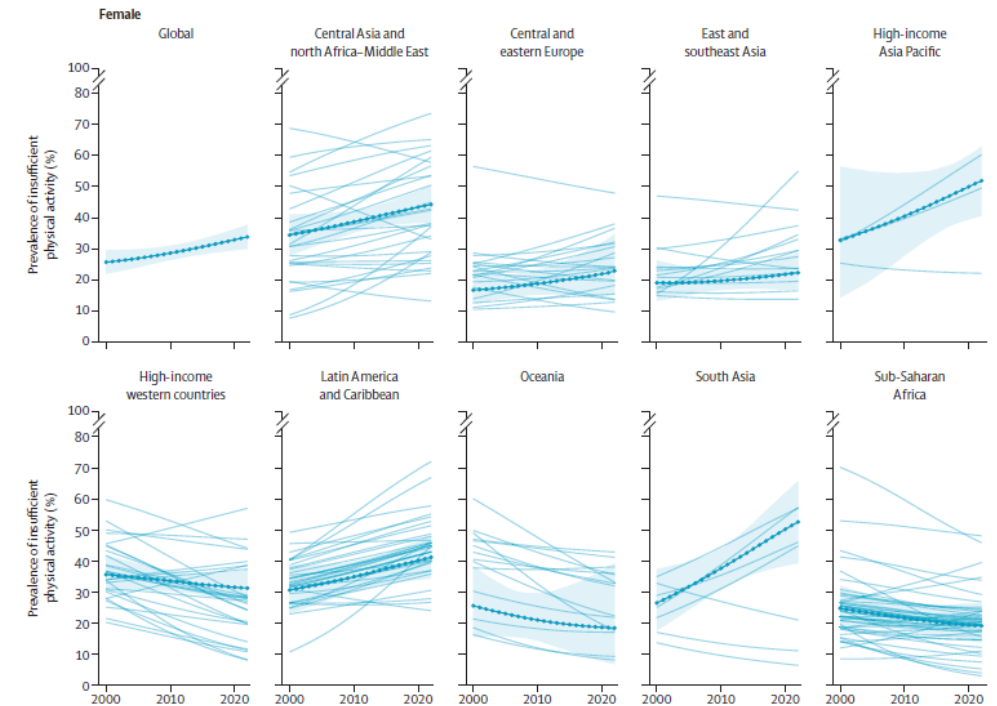 Female
Global
Central Asia and
north Africa–Middle East
Central and
eastern Europe
East and
southeast Asia
High-income
Asia Pacific
Prevalence of insufficient
physical activity (%)
100
80
70
60
50
40
30
20
10
0
High-income
western countries
Latin America
and Caribbean
Oceania
South Asia
Sub-Saharan
Africa
Prevalence of insufficient
physical activity (%)
100
80
70
60
50
40
30
20
10
0
2000 2010 2020 2000 2010 2020 2000 2010 2020 2000 2010 2020 2000 2010 2020